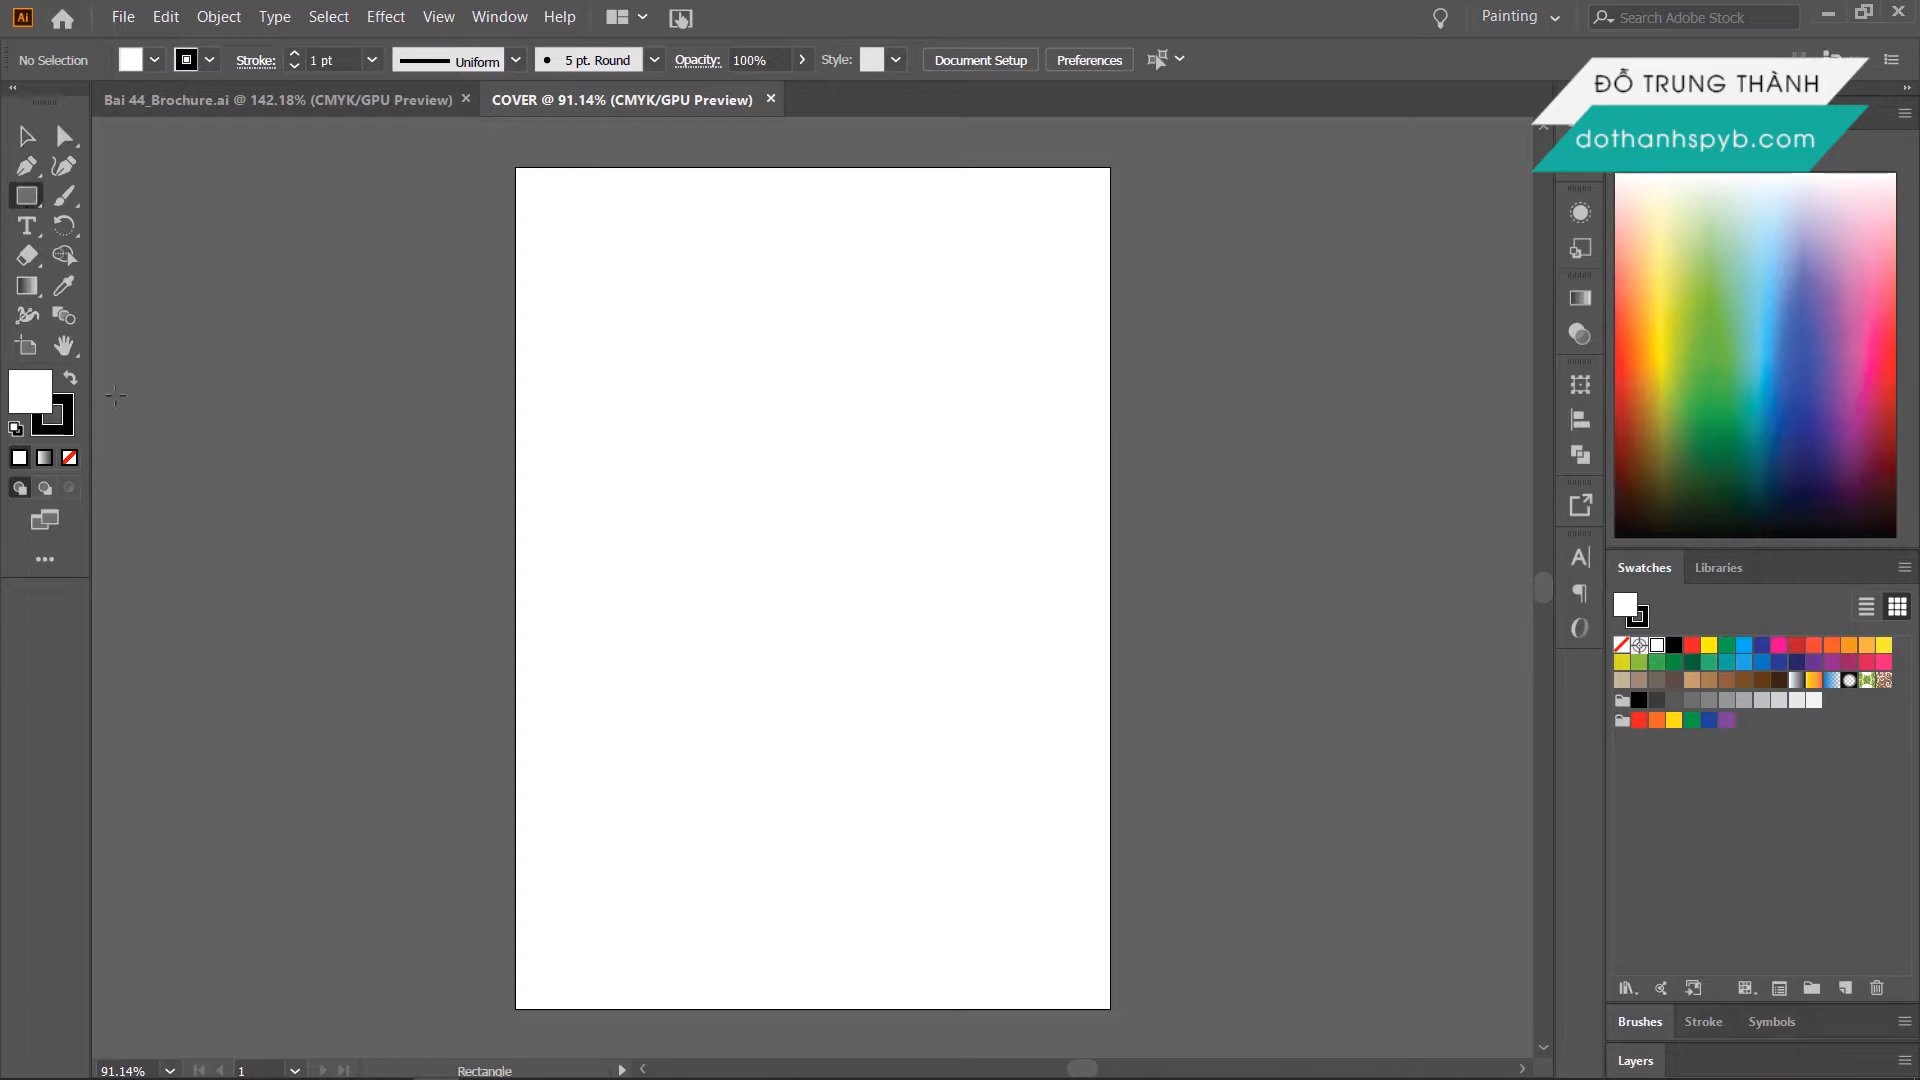 Ai File Edit Object Type Select Effect View Window Help Painting Search Adobe Stock
No Selection Stroke: 1 pt Uniform 5 pt. Round Opacity: 100% Style: Document Setup Preferences
ĐỖ TRUNG THÀNH
dothanhspyb.com
Bai 44_Brochure.ai @ 142.18% (CMYK/GPU Preview) × COVER @ 91.14% (CMYK/GPU Preview) ×
Swatches Libraries
Brushes Stroke Symbols
Layers
91.14% 1 Rectangle